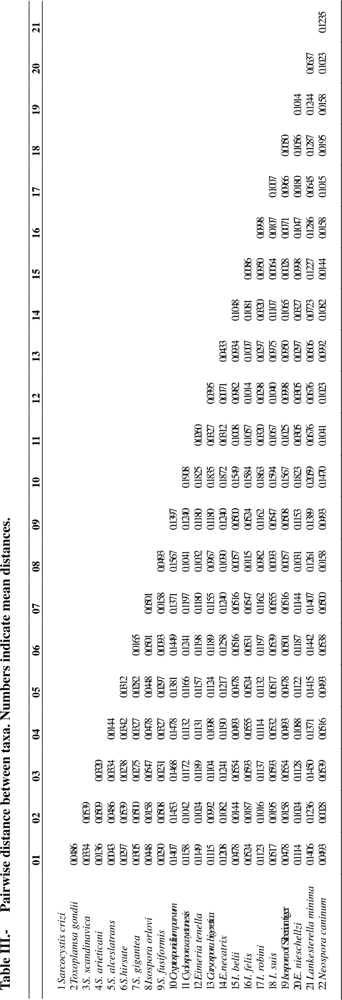 Table III.- Pairwise distance between taxa. Numbers indicate mean distances.
01 02 03 04 05 06 07 08 09 10 11 12 13 14 15 16 17 18 19 20 21
1 Sarcocystis crizi
2 Toxoplamsa gondii 0.0486
3 S. scandinavica 0.0334 0.0539
4 S. arieticani 0.0136 0.0509 0.0320
5 S. alceslatrans 0.0043 0.0486 0.0334 0.0144
6 S.hirsute 0.0297 0.0539 0.0238 0.0342 0.0312
7 S. gigantea 0.0305 0.0500 0.0275 0.0327 0.0282 0.0165
8 Isospora orlovi 0.0448 0.0158 0.0547 0.0478 0.0448 0.0501 0.0501
9 S. fusiformis 0.0290 0.0508 0.0231 0.0327 0.0297 0.0093 0.0158 0.0493
10 Cryptosporidium parvum 0.1407 0.1453 0.1468 0.1478 0.1381 0.1449 0.1371 0.1567 0.1397
11 Cyclospora cayetanesis 0.1158 0.1042 0.1172 0.1132 0.1166 0.1241 0.1197 0.1041 0.1240 0.1908
12 Eimeria tenella 0.1149 0.1024 0.1189 0.1131 0.1157 0.1198 0.1180 0.1032 0.1180 0.1825 0.0260
13 Caryospora bigenetica 0.1115 0.0992 0.1104 0.1098 0.1124 0.1189 0.1155 0.0967 0.1180 0.1835 0.0327 0.0395
14 E.necatrix 0.1208 0.1082 0.1241 0.1190 0.1217 0.1258 0.1240 0.1090 0.1240 0.1872 0.0312 0.0071 0.0433
15 I. belii 0.0478 0.0144 0.0554 0.0493 0.0478 0.0516 0.0516 0.0057 0.0500 0.1549 0.1008 0.0982 0.0934 0.1048
16 I. felis 0.0524 0.0187 0.0593 0.0555 0.0524 0.0531 0.0547 0.0115 0.0524 0.1584 0.1057 0.1014 0.1007 0.1081 0.0086
17 I. robini 0.1123 0.1016 0.1137 0.1114 0.1132 0.1197 0.1162 0.0982 0.1162 0.1863 0.0320 0.0298 0.0297 0.0320 0.0950 0.0998
18 I. suis 0.0517 0.0195 0.0593 0.0532 0.0517 0.0539 0.0555 0.0093 0.0547 0.1594 0.1067 0.1040 0.0975 0.1107 0.0064 0.0107 0.1007
19 Isospora of Siberian tiger 0.0478 0.0158 0.0554 0.0493 0.0478 0.0501 0.0516 0.0057 0.0508 0.1567 0.1025 0.0998 0.0950 0.1065 0.0028 0.0071 0.0966 0.0050
20 E. nieschellzi 0.1114 0.1024 0.1128 0.1088 0.1122 0.1187 0.1144 0.1031 0.1153 0.1823 0.0305 0.0305 0.0297 0.0327 0.0998 0.1047 0.0180 0.1056 0.1014
21 Lankesterella minima 0.1406 0.1236 0.1450 0.1371 0.1415 0.1442 0.1407 0.1261 0.1389 0.2059 0.0676 0.0676 0.0606 0.0723 0.1227 0.1286 0.0645 0.1287 0.1244 0.0637
22 Neospora caninum 0.0493 0.0028 0.0539 0.0516 0.0493 0.0538 0.0500 0.0158 0.0493 0.1470 0.1041 0.1023 0.0992 0.1082 0.0144 0.0158 0.1015 0.0195 0.0158 0.1023 0.1235